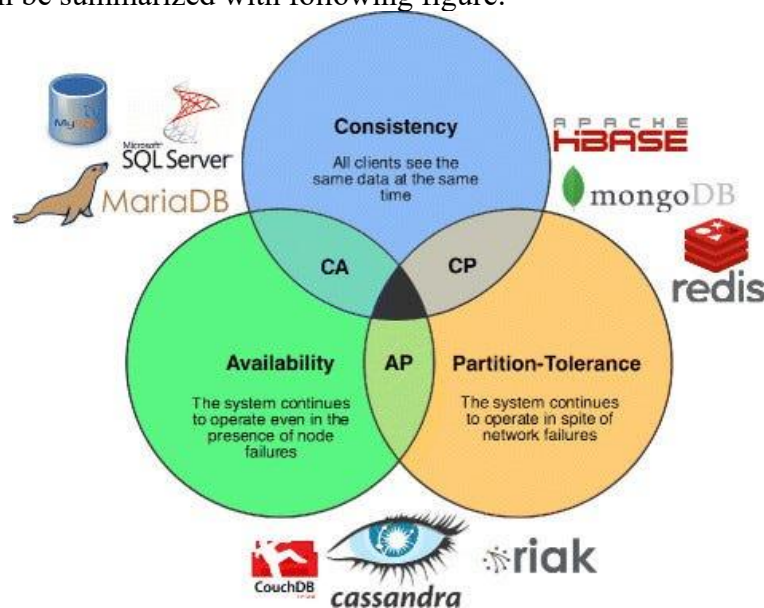 be summarized with following figure.
Consistency
All clients see the
same data at the same
time
MySQL
Microsoft
SQL Server
MariaDB
APACHE
HBASE
mongoDB
redis
CA
CP
AP
Availability
The system continues
to operate even in the
presence of node
failures
Partition-Tolerance
The system continues
to operate in spite of
network failures
CouchDB
cassandra
riak